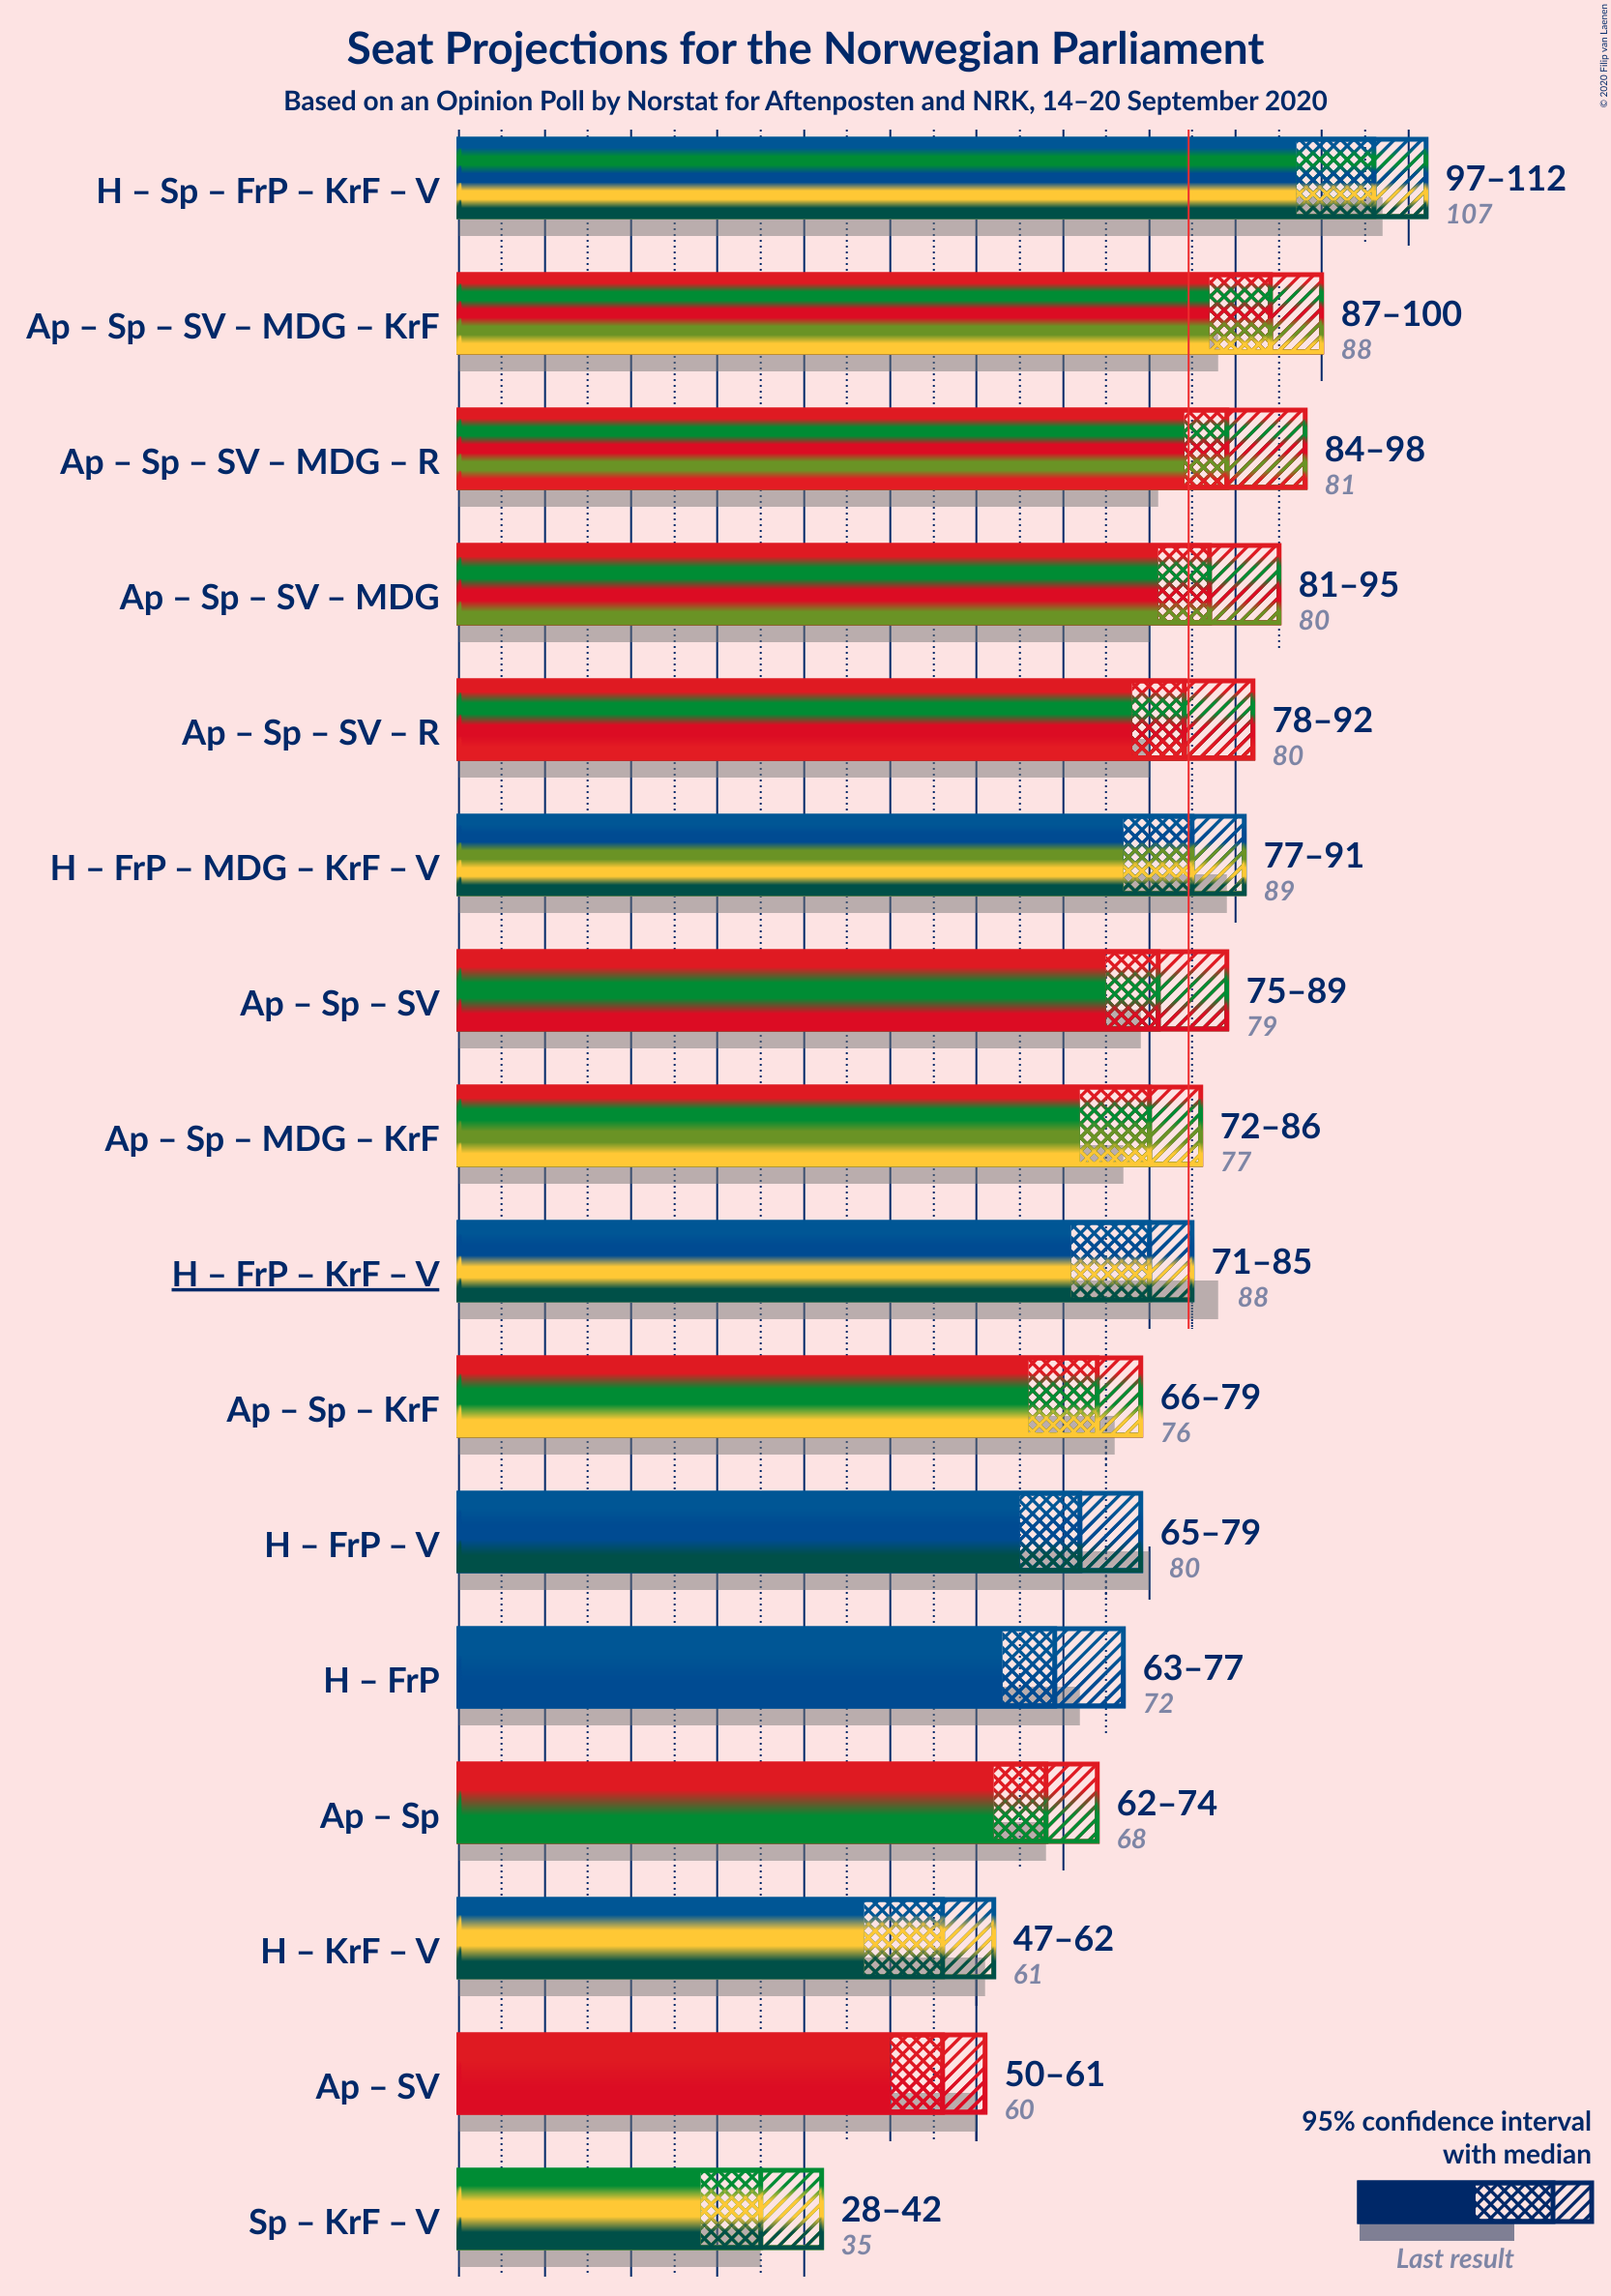 Seat Projections for the Norwegian Parliament
Based on an Opinion Poll by Norstat for Aftenposten and NRK, 14–20 September 2020
© 2020 Filip van Laenen
H – Sp – FrP – KrF – V
97–112
107
Ap – Sp – SV – MDG – KrF
87–100
88
Ap – Sp – SV – MDG – R
84–98
81
Ap – Sp – SV – MDG
81–95
80
Ap – Sp – SV – R
78–92
80
H – FrP – MDG – KrF – V
77–91
89
Ap – Sp – SV
75–89
79
Ap – Sp – MDG – KrF
72–86
77
H – FrP – KrF – V
71–85
88
Ap – Sp – KrF
66–79
76
H – FrP – V
65–79
80
H – FrP
63–77
72
Ap – Sp
62–74
68
H – KrF – V
47–62
61
Ap – SV
50–61
60
Sp – KrF – V
28–42
35
95% confidence interval
with median
Last result